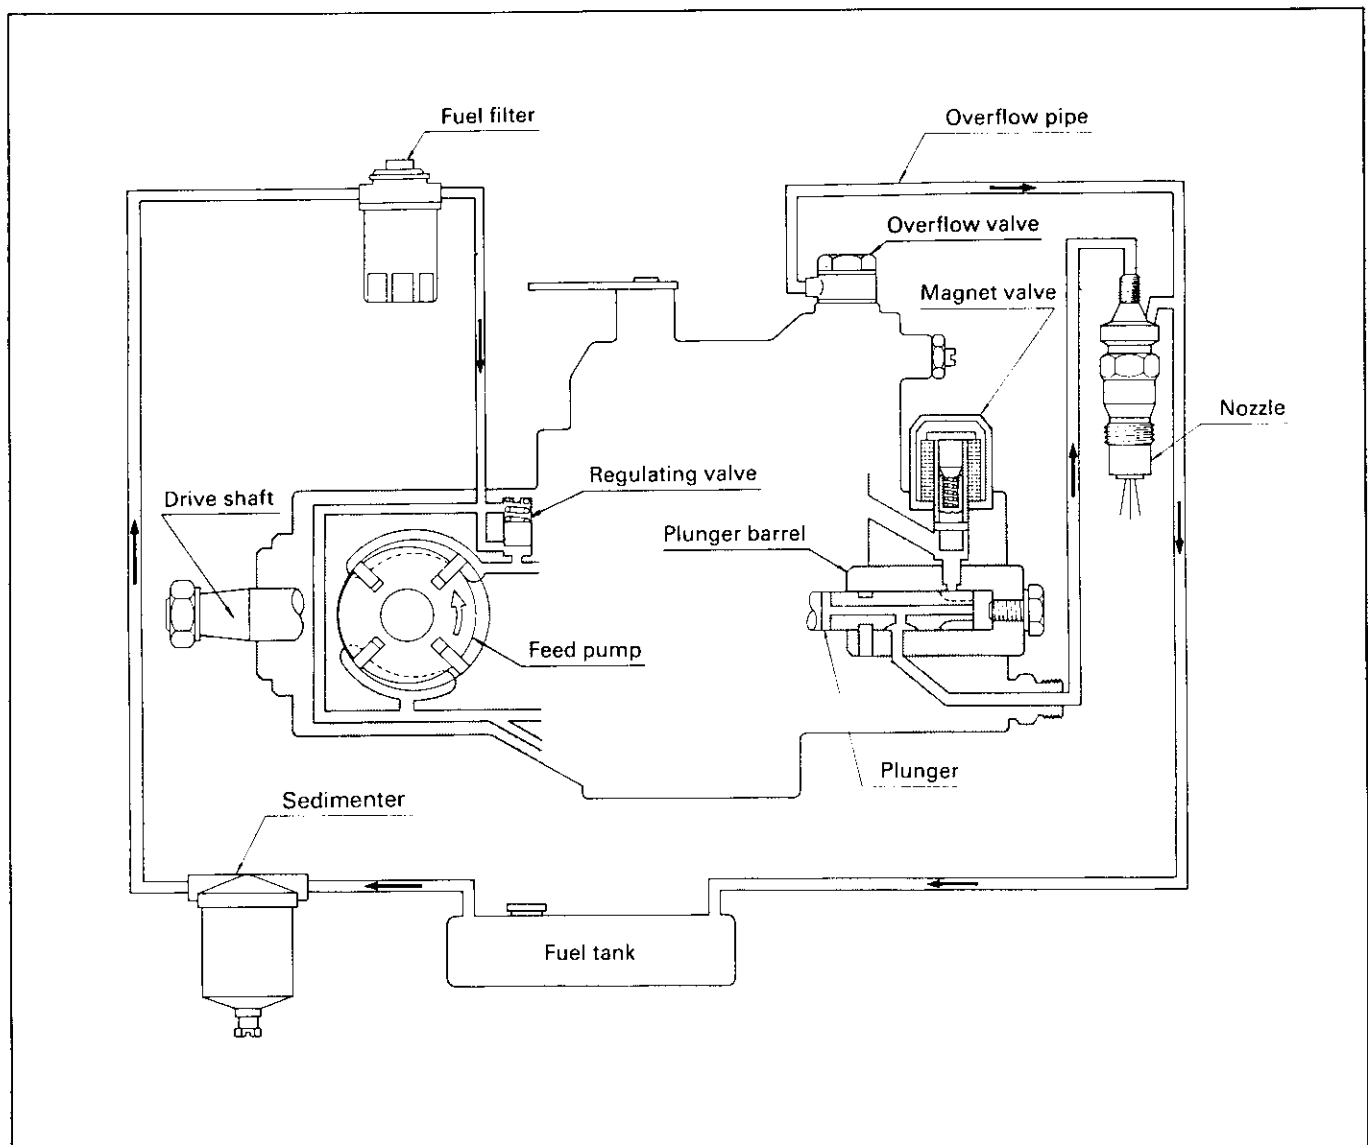 Fuel filter
Overflow pipe
Overflow valve
Magnet valve
Nozzle
Regulating valve
Drive shaft
Plunger barrel
Feed pump
Plunger
Sedimenter
Fuel tank